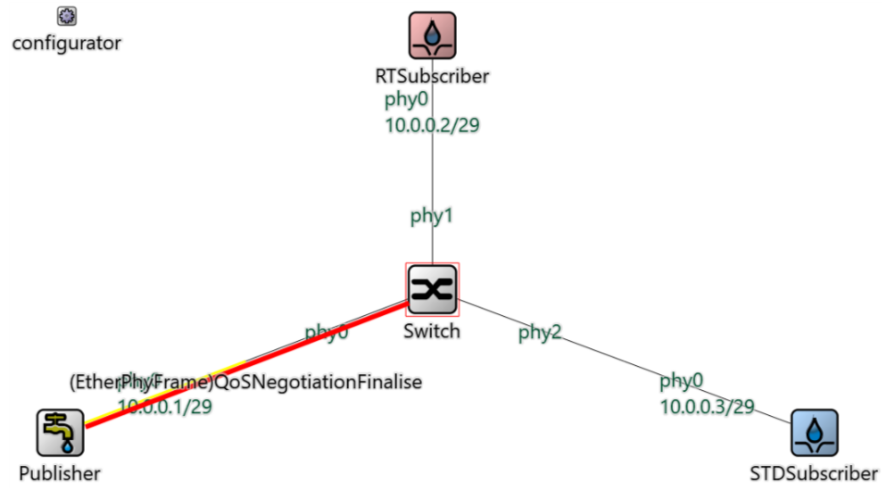 configurator
RTSubscriber
phy0
10.0.0.2/29
phy1
Switch
phy0
phy2
(EtherPhyFrame)QoSNegotiationFinalise
phy0
10.0.0.1/29
phy0
10.0.0.3/29
Publisher
STDSubscriber